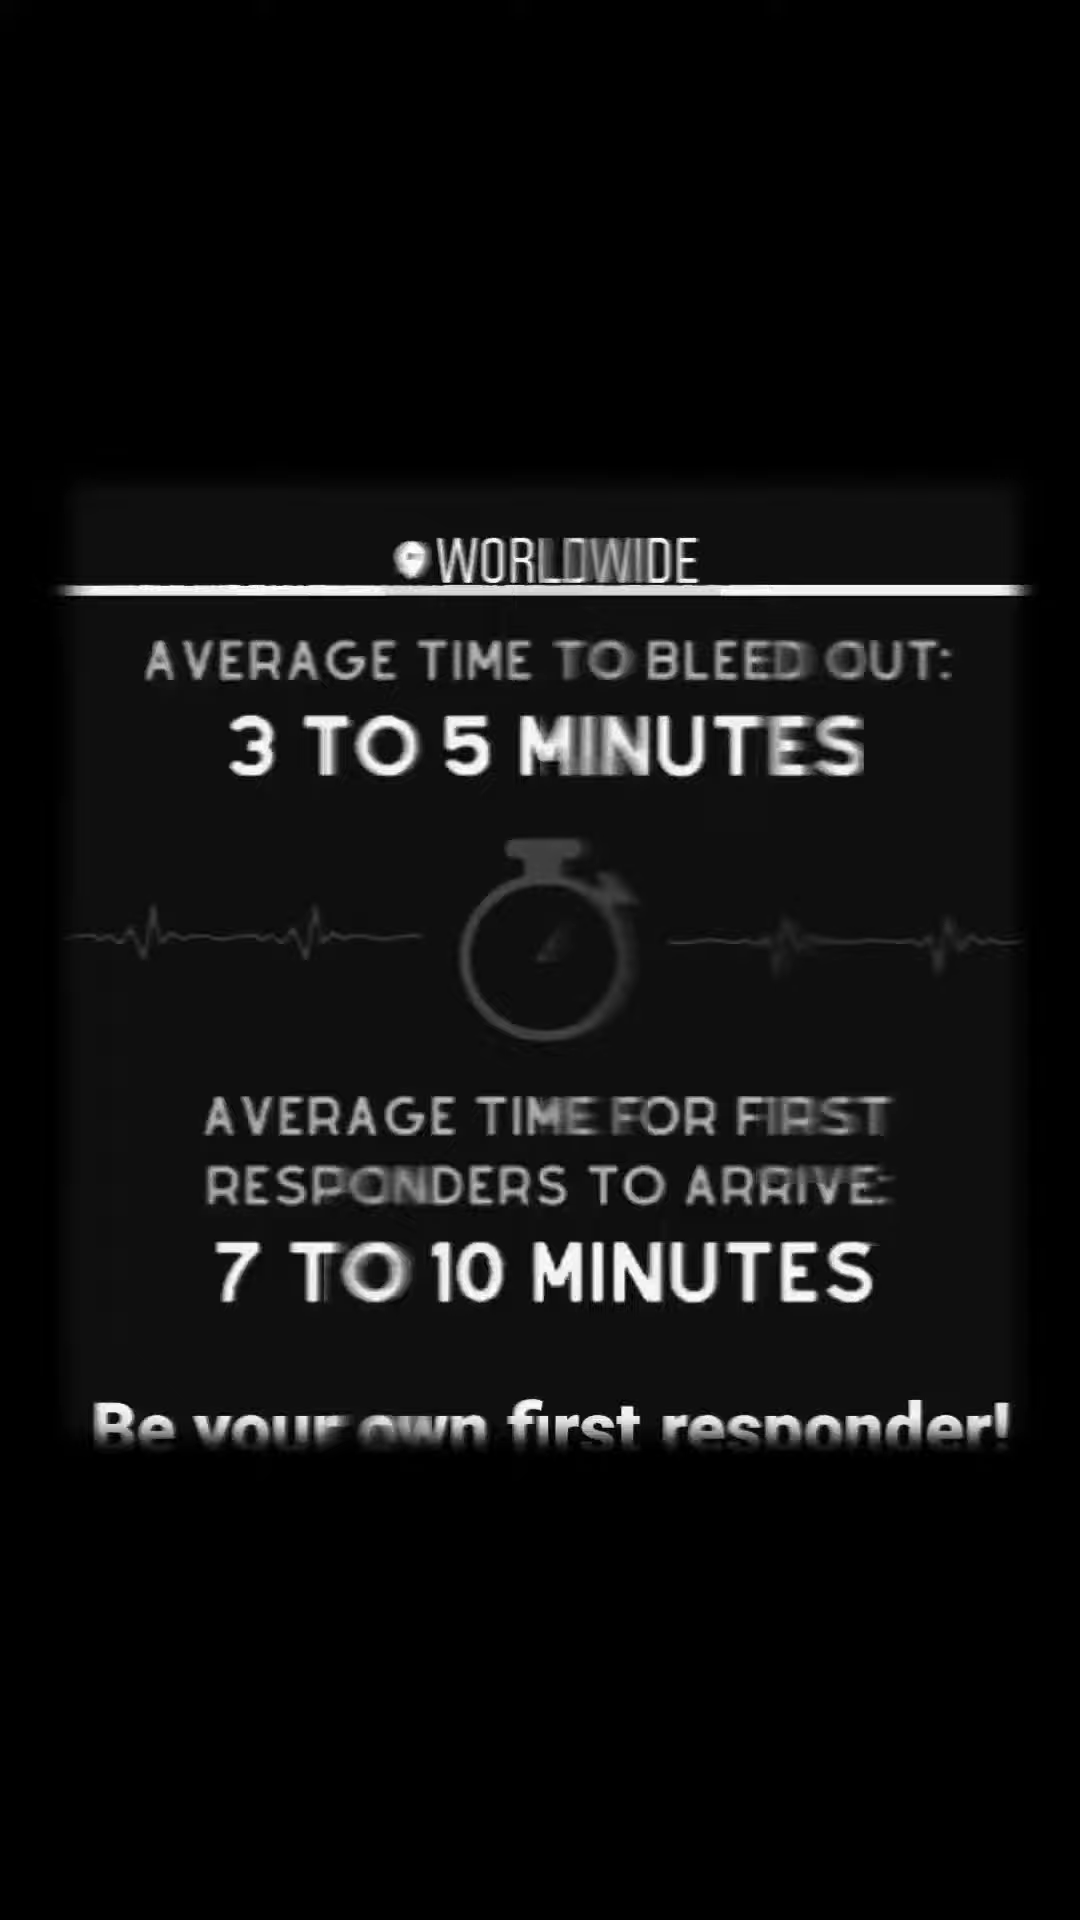 WORLDWIDE
AVERAGE TIME TO BLEED OUT:
3 TO 5 MINUTES
AVERAGE TIME FOR FIRST
RESPONDERS TO ARRIVE:
7 TO 10 MINUTES
Be your own first responder!